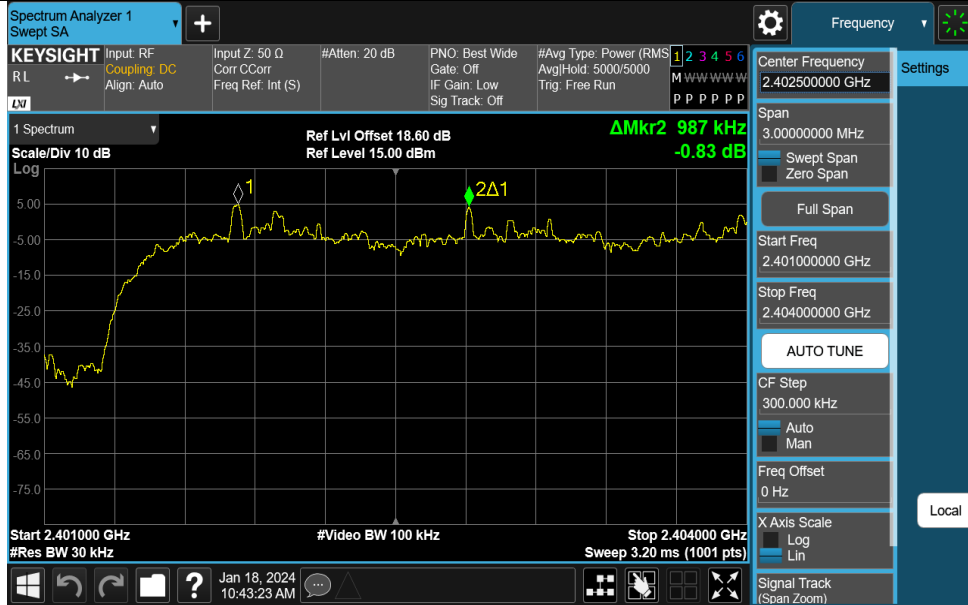 Spectrum Analyzer 1
Swept SA
Frequency
KEYSIGHT
R L
LXI
Input: RF
Coupling: DC
Align: Auto
Input Z: 50 Ω
Corr CCorr
Freq Ref: Int (S)
#Atten: 20 dB
PNO: Best Wide
Gate: Off
IF Gain: Low
Sig Track: Off
#Avg Type: Power (RMS
Avg|Hold: 5000/5000
Trig: Free Run
1 2 3 4 5 6
M W W W W W
P P P P P P
1 Spectrum
Scale/Div 10 dB
Log
Ref Lvl Offset 18.60 dB
Ref Level 15.00 dBm
ΔMkr2 987 kHz
-0.83 dB
1
2Δ1
5.00
-5.00
-15.0
-25.0
-35.0
-45.0
-55.0
-65.0
-75.0
Start 2.401000 GHz
#Res BW 30 kHz
#Video BW 100 kHz
Stop 2.404000 GHz
Sweep 3.20 ms (1001 pts)
Center Frequency
2.402500000 GHz
Settings
Span
3.00000000 MHz
Swept Span
Zero Span
Full Span
Start Freq
2.401000000 GHz
Stop Freq
2.404000000 GHz
AUTO TUNE
CF Step
300.000 kHz
Auto
Man
Freq Offset
0 Hz
Local
X Axis Scale
Log
Lin
Signal Track
(Span Zoom)
?
Jan 18, 2024
10:43:23 AM